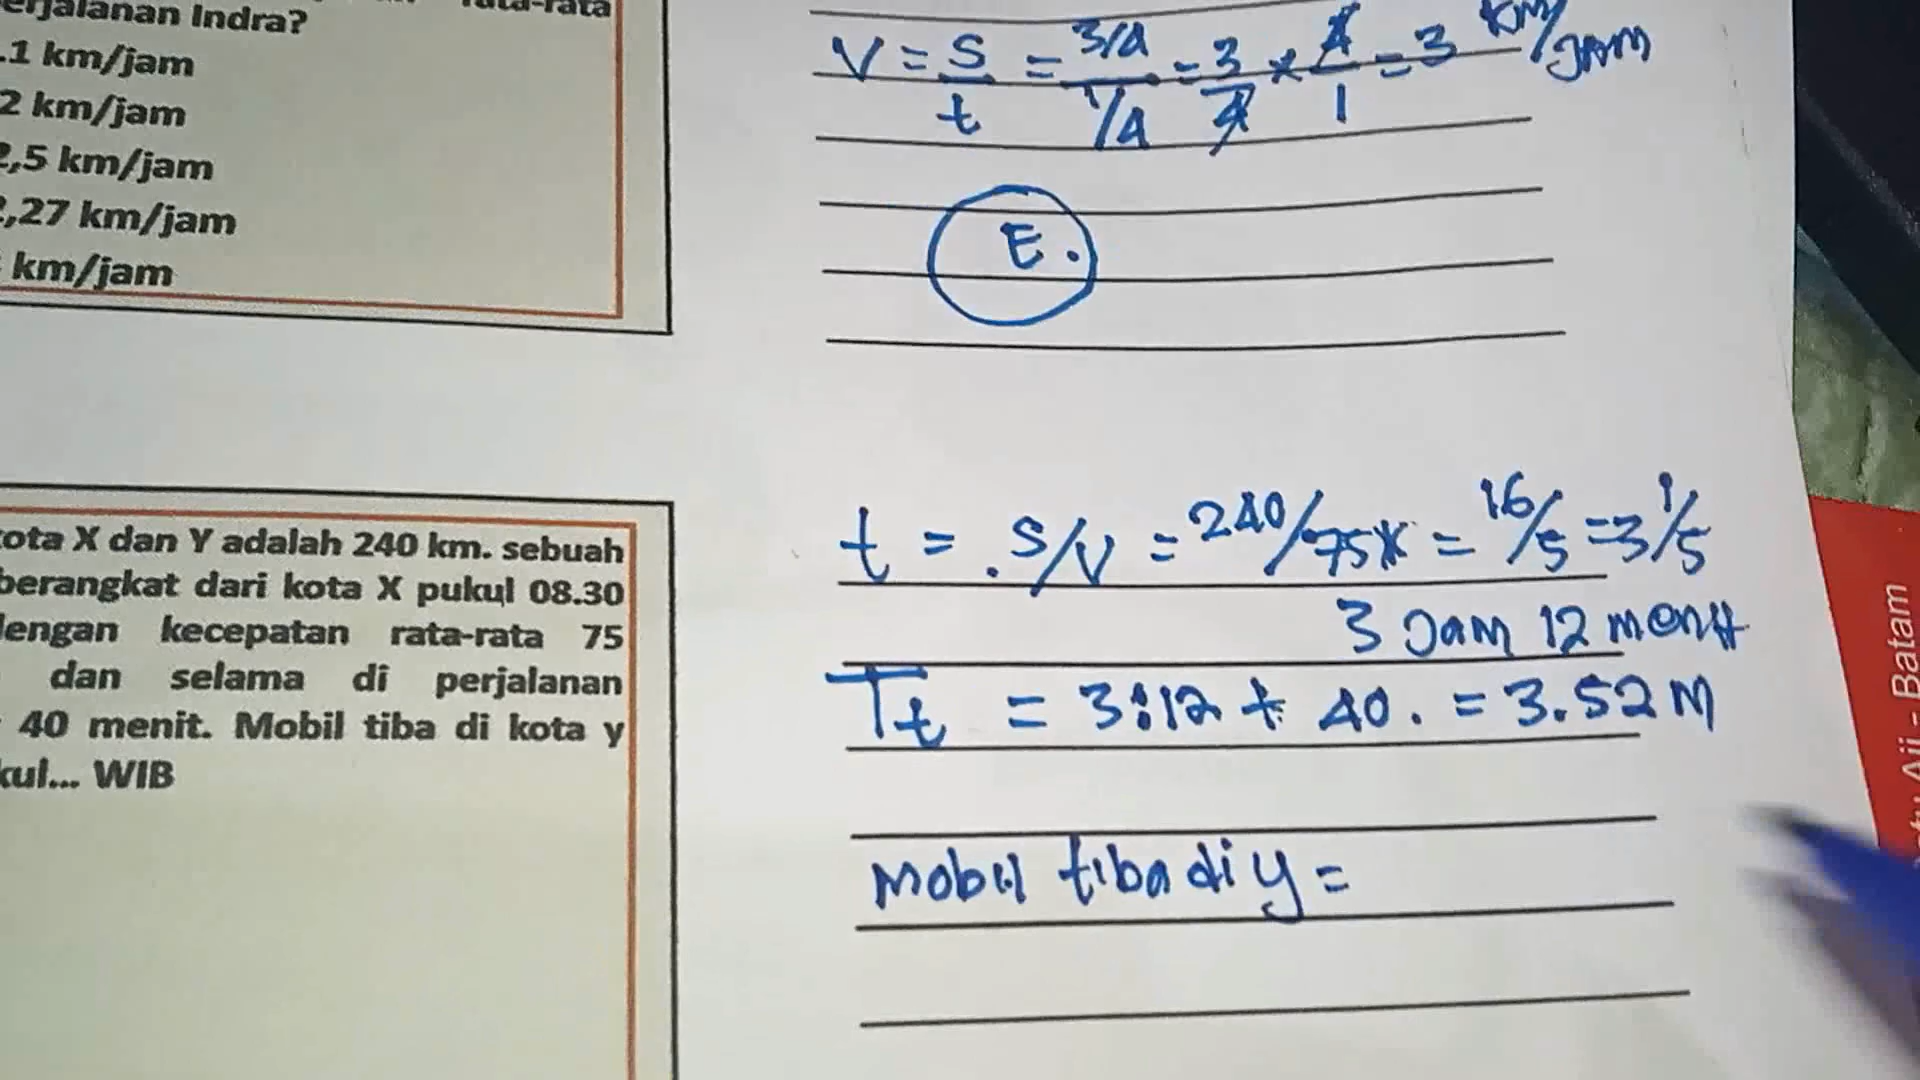 rata-rata
erjalanan Indra?
.1 km/jam
2 km/jam
2,5 km/jam
2,27 km/jam
km/jam
V = S/t = 3/4 / 1/4 = 3/4 × 4/1 = 3 km/jam
E.
kota X dan Y adalah 240 km. sebuah
berangkat dari kota X pukul 08.30
dengan kecepatan rata-rata 75
dan selama di perjalanan
40 menit. Mobil tiba di kota y
kul... WIB
t = . S/V = 240/75 = 16/5 = 3 1/5
3 Jam 12 menit
Tt = 3:12 + 40 . = 3.52 M
Mobil tiba di y =
Aji - Batam